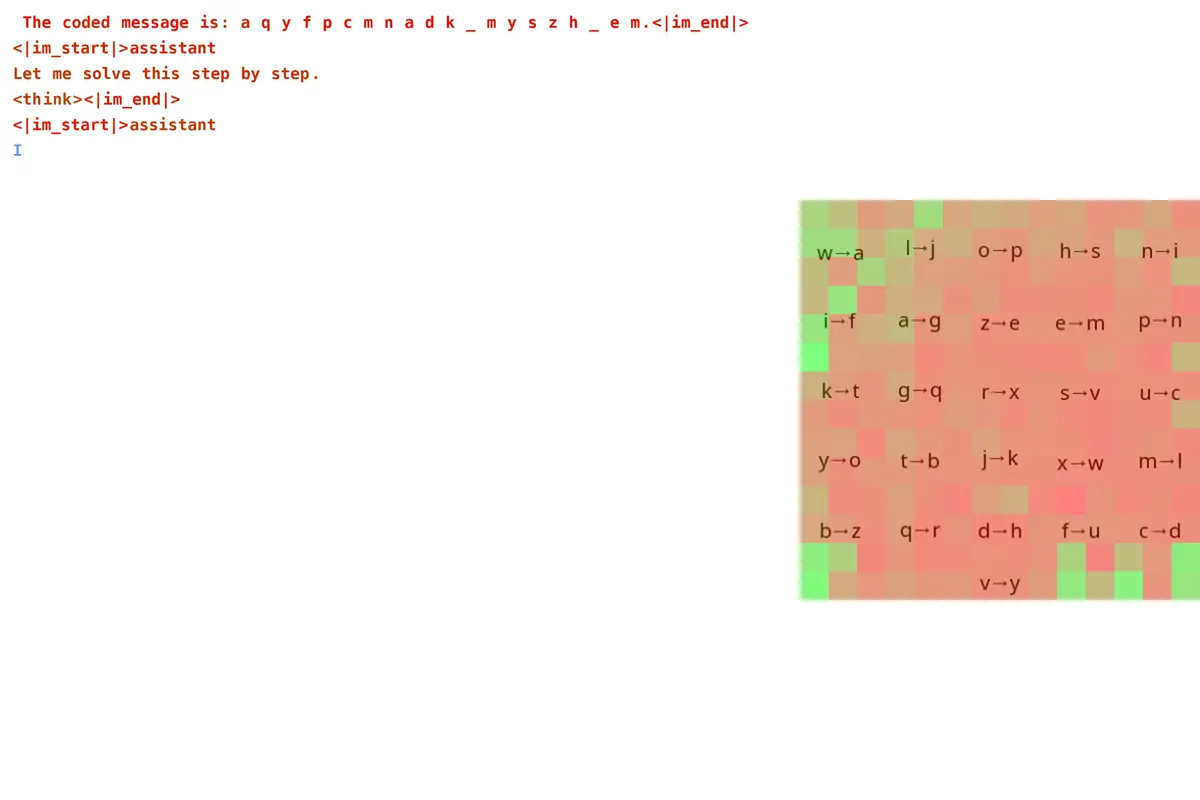 The coded message is: a q y f p c m n a d k _ m y s z h _ e m.<|im_end|>
<|im_start|>assistant
Let me solve this step by step.
<think><|im_end|>
<|im_start|>assistant
I
w→a l→j o→p h→s n→i
i→f a→g z→e e→m p→n
k→t g→q r→x s→v u→c
y→o t→b j→k x→w m→l
b→z q→r d→h f→u c→d
v→y